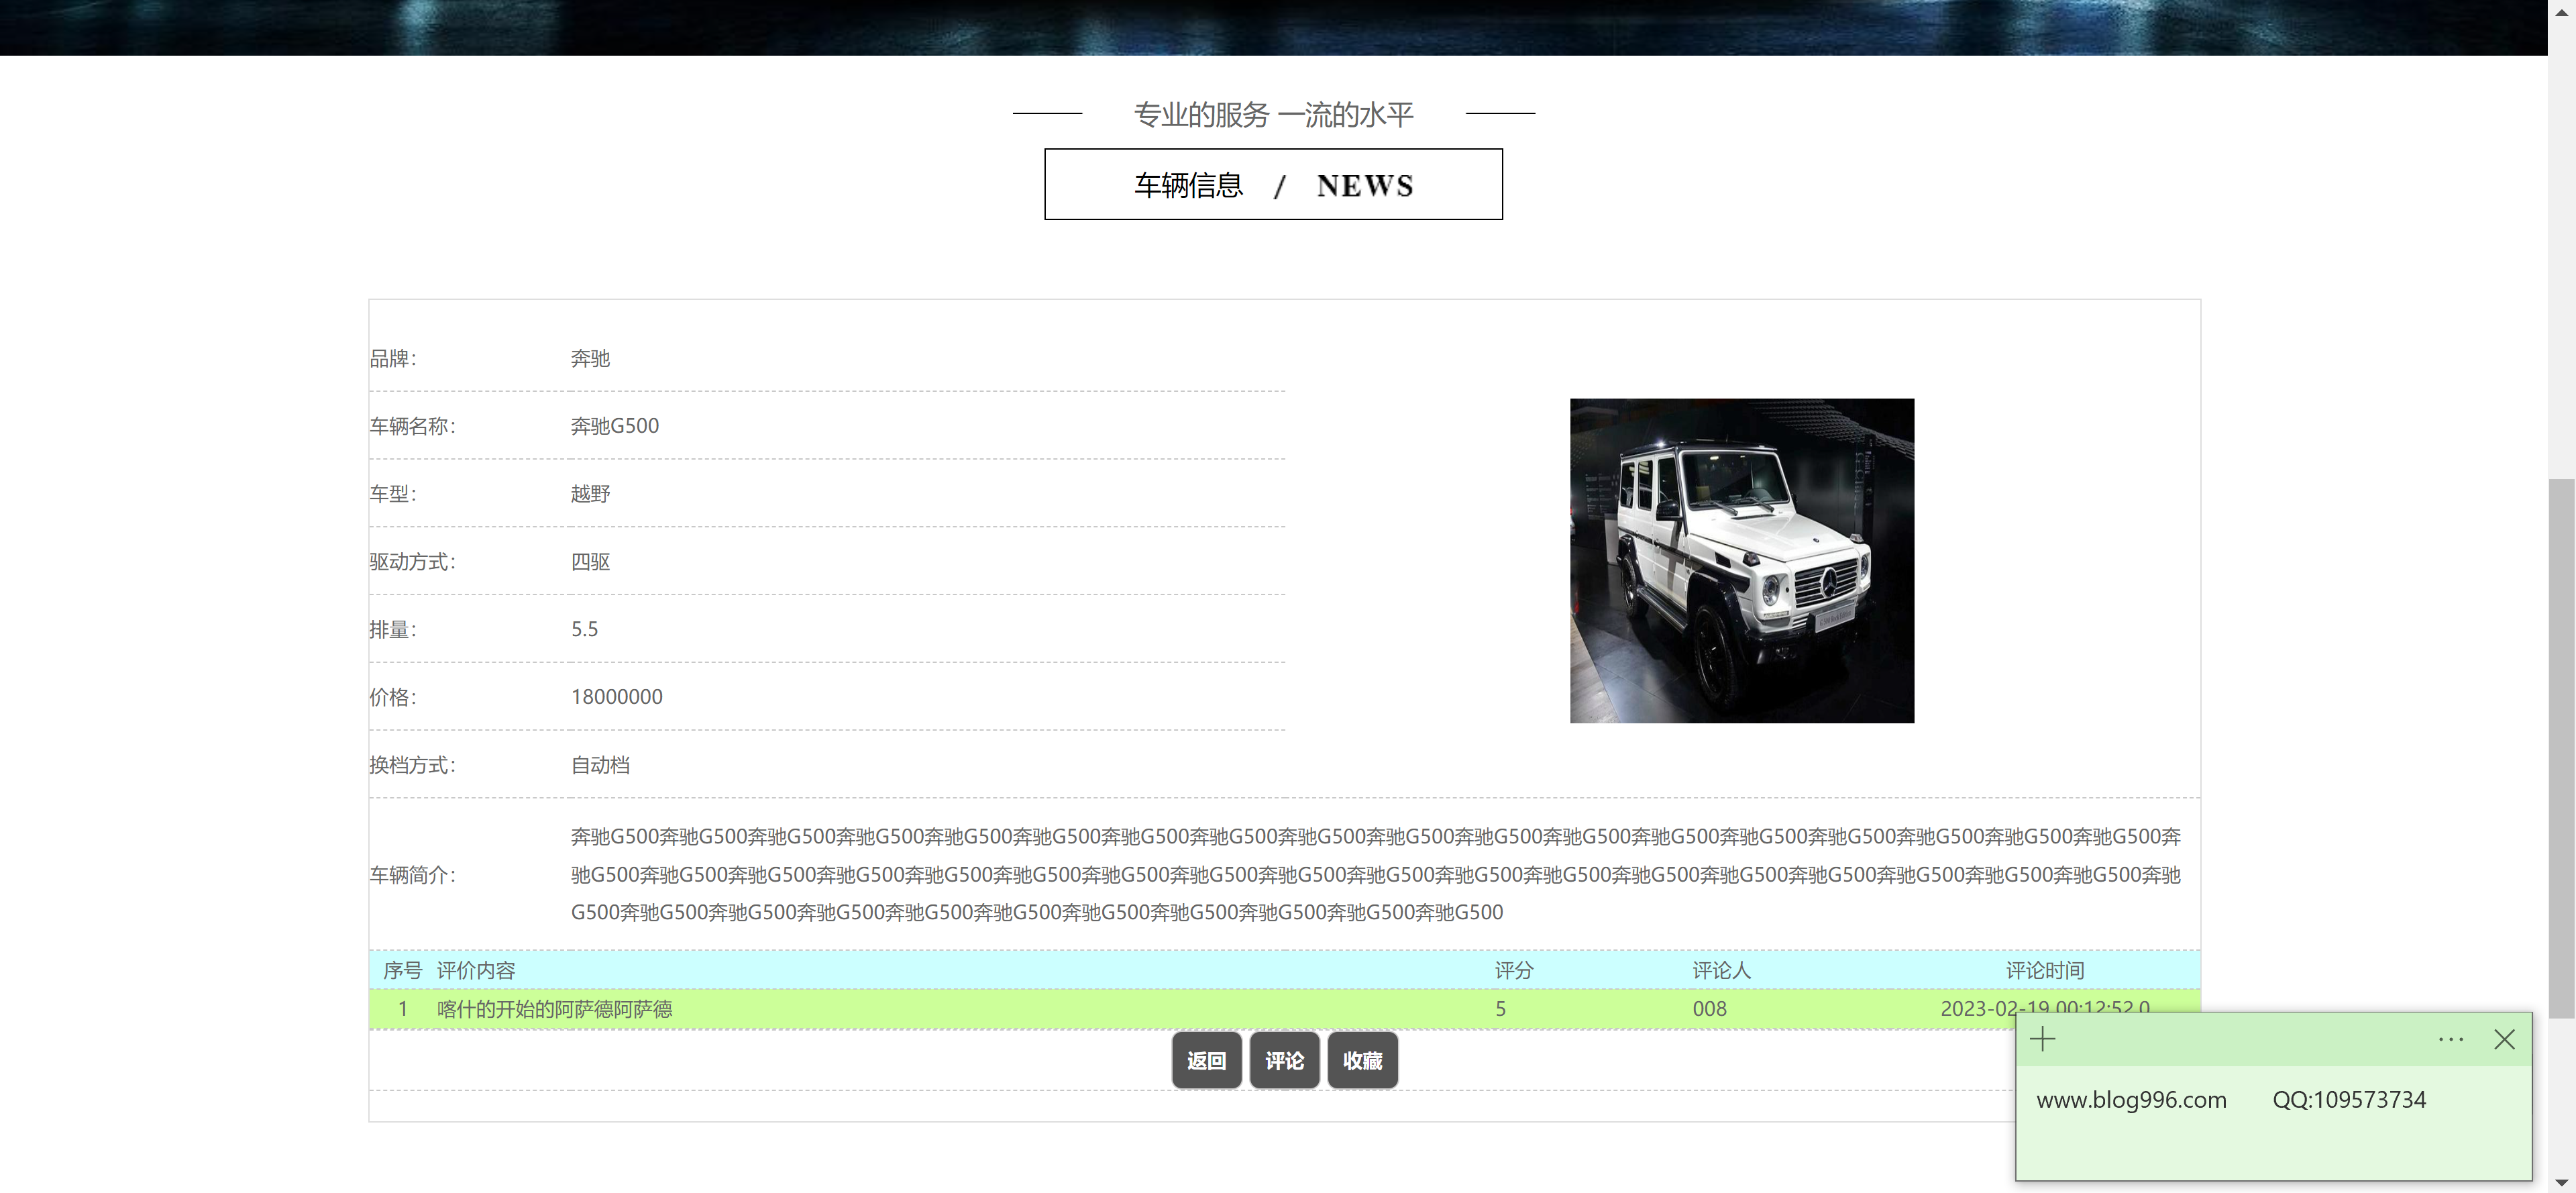 专业的服务 一流的水平
车辆信息 / NEWS
品牌: 奔驰
车辆名称: 奔驰G500
车型: 越野
驱动方式: 四驱
排量: 5.5
价格: 18000000
换档方式: 自动档
车辆简介:
奔驰G500奔驰G500奔驰G500奔驰G500奔驰G500奔驰G500奔驰G500奔驰G500奔驰G500奔驰G500奔驰G500奔驰G500奔驰G500奔驰G500奔驰G500奔驰G500奔驰G500奔驰G500奔
驰G500奔驰G500奔驰G500奔驰G500奔驰G500奔驰G500奔驰G500奔驰G500奔驰G500奔驰G500奔驰G500奔驰G500奔驰G500奔驰G500奔驰G500奔驰G500奔驰G500奔驰G500奔驰
G500奔驰G500奔驰G500奔驰G500奔驰G500奔驰G500奔驰G500奔驰G500奔驰G500奔驰G500奔驰G500
序号 评价内容 评分 评论人 评论时间
1 喀什的开始的阿萨德阿萨德 5 008 2023-02-19 00:12:52.0
返回 评论 收藏
www.blog996.com QQ:109573734